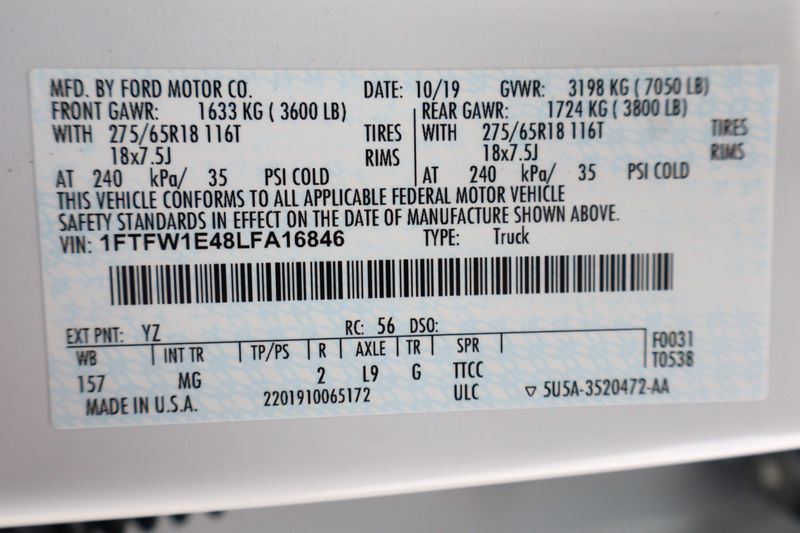 MFD. BY FORD MOTOR CO. DATE: 10/19 GVWR: 3198 KG ( 7050 LB)
FRONT GAWR: 1633 KG ( 3600 LB) REAR GAWR: 1724 KG ( 3800 LB)
WITH 275/65R18 116T TIRES WITH 275/65R18 116T TIRES
18x7.5J RIMS 18x7.5J RIMS
AT 240 kPa/ 35 PSI COLD AT 240 kPa/ 35 PSI COLD
THIS VEHICLE CONFORMS TO ALL APPLICABLE FEDERAL MOTOR VEHICLE
SAFETY STANDARDS IN EFFECT ON THE DATE OF MANUFACTURE SHOWN ABOVE.
VIN: 1FTFW1E48LFA16846 TYPE: Truck
EXT PNT: YZ RC: 56 DSO: F0031
WB INT TR TP/PS R AXLE TR SPR T0538
157 MG 2 L9 G TTCC
MADE IN U.S.A. 2201910065172 ULC ▽ 5U5A-3520472-AA